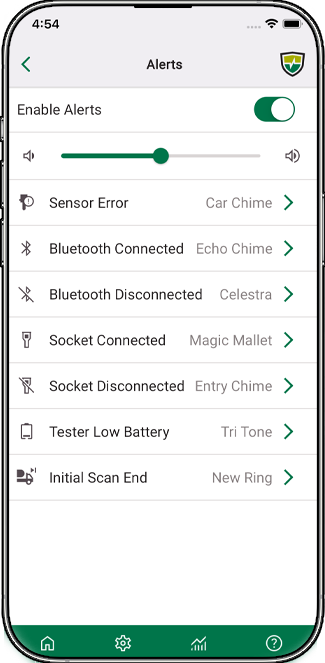 4:54
Alerts
Enable Alerts
Sensor Error Car Chime
Bluetooth Connected Echo Chime
Bluetooth Disconnected Celestra
Socket Connected Magic Mallet
Socket Disconnected Entry Chime
Tester Low Battery Tri Tone
Initial Scan End New Ring